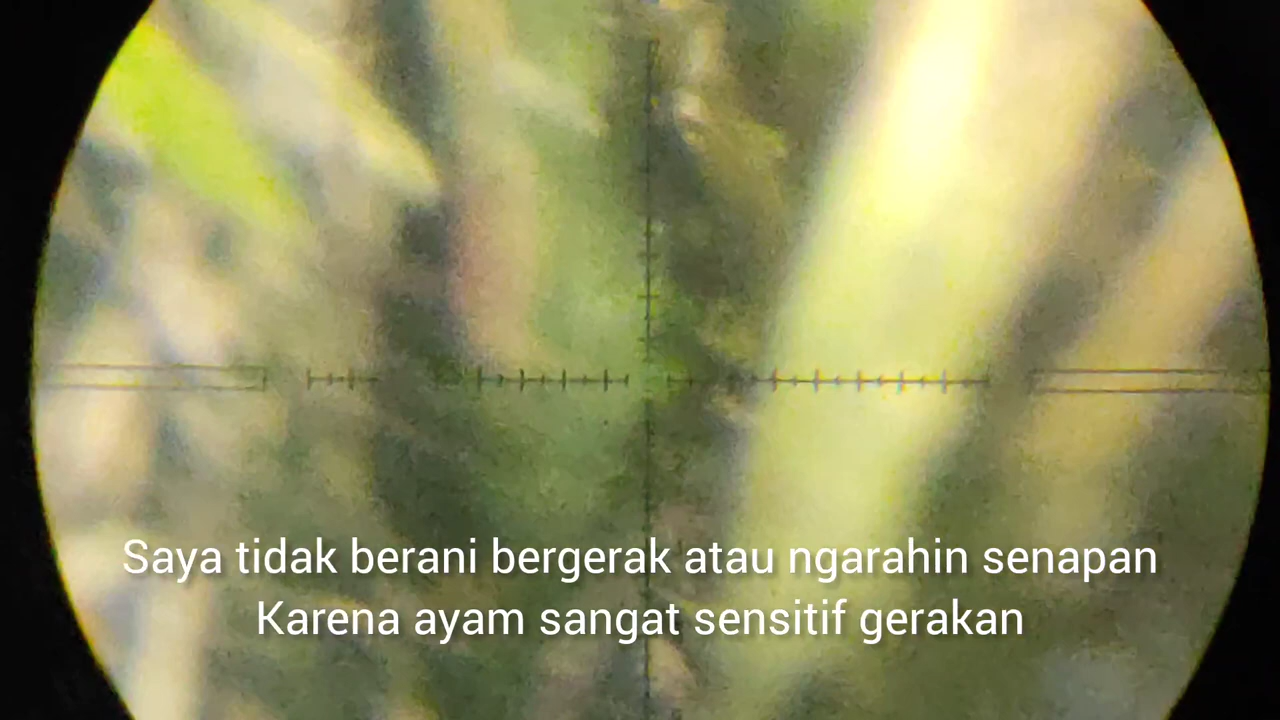 Saya tidak berani bergerak atau ngarahin senapan
Karena ayam sangat sensitif gerakan